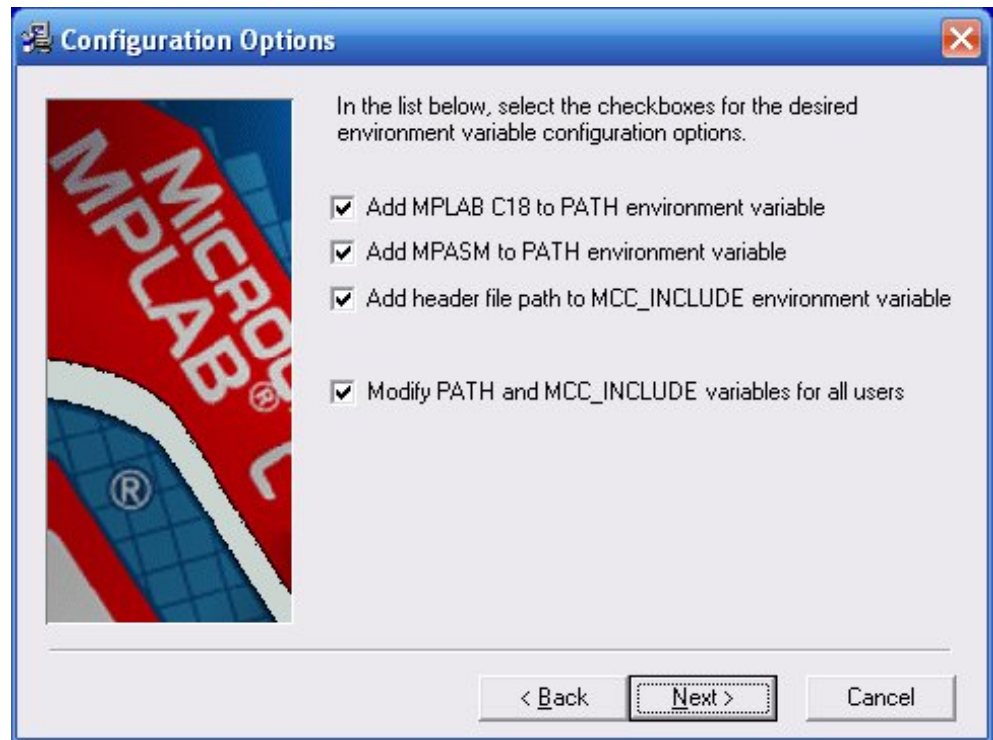 Configuration Options
In the list below, select the checkboxes for the desired
environment variable configuration options.
Add MPLAB C18 to PATH environment variable
Add MPASM to PATH environment variable
Add header file path to MCC_INCLUDE environment variable
Modify PATH and MCC_INCLUDE variables for all users
MPLAB® C
®
< Back
Next >
Cancel